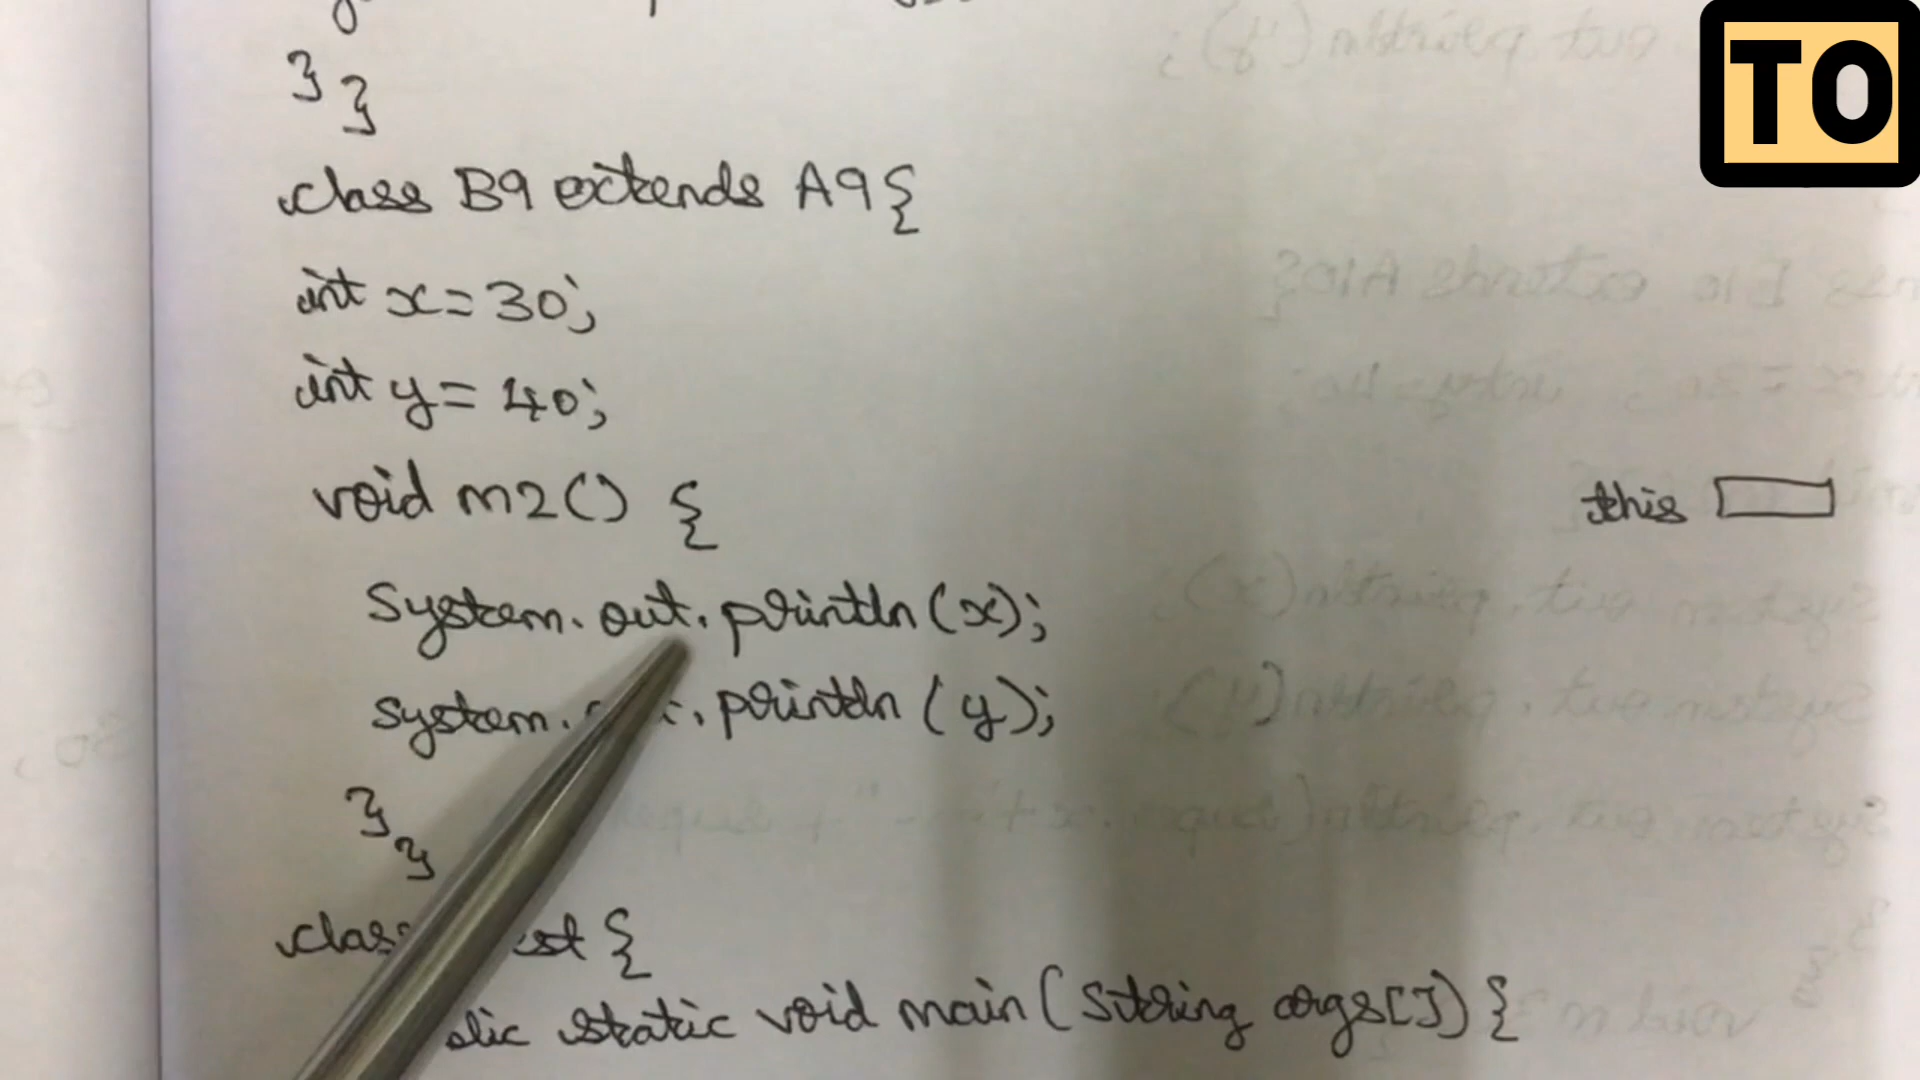 TO
} }
class B9 extends A9{
int x = 30;
int y = 40;
void m2() {
this
System.out.println(x);
system. .println(y);
} }
{
static void main(String args[]) {